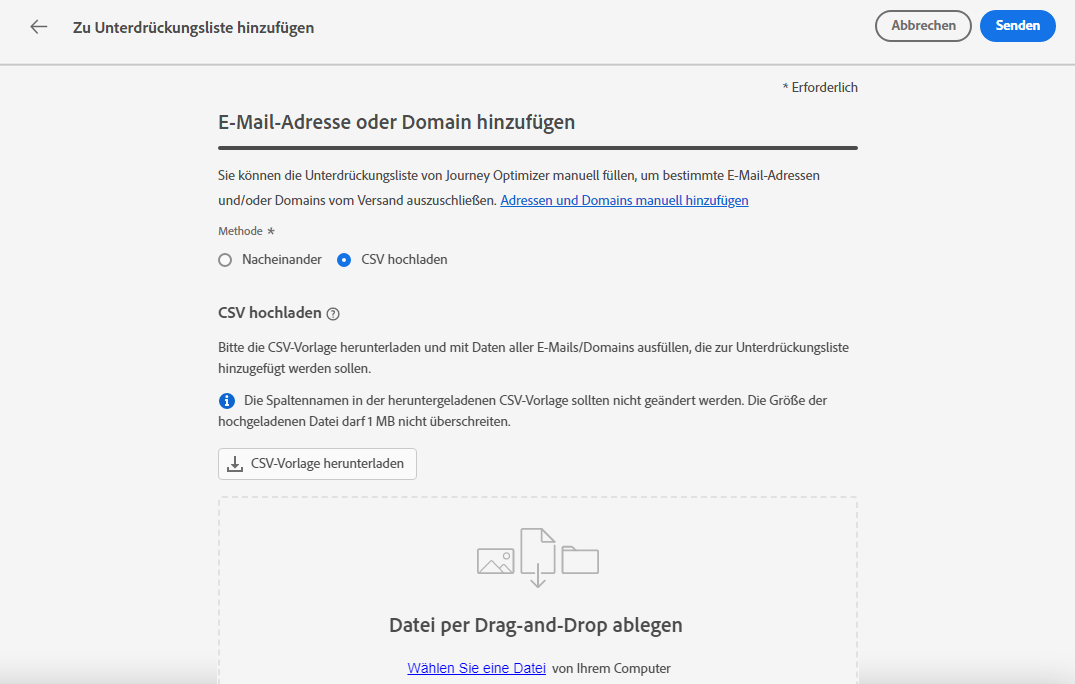 Zu Unterdrückungsliste hinzufügen
Abbrechen
Senden
* Erforderlich
E-Mail-Adresse oder Domain hinzufügen
Sie können die Unterdrückungsliste von Journey Optimizer manuell füllen, um bestimmte E-Mail-Adressen
und/oder Domains vom Versand auszuschließen. Adressen und Domains manuell hinzufügen
Methode *
Nacheinander
CSV hochladen
CSV hochladen
Bitte die CSV-Vorlage herunterladen und mit Daten aller E-Mails/Domains ausfüllen, die zur Unterdrückungsliste
hinzugefügt werden sollen.
Die Spaltennamen in der heruntergeladenen CSV-Vorlage sollten nicht geändert werden. Die Größe der
hochgeladenen Datei darf 1 MB nicht überschreiten.
CSV-Vorlage herunterladen
Datei per Drag-and-Drop ablegen
Wählen Sie eine Datei von Ihrem Computer